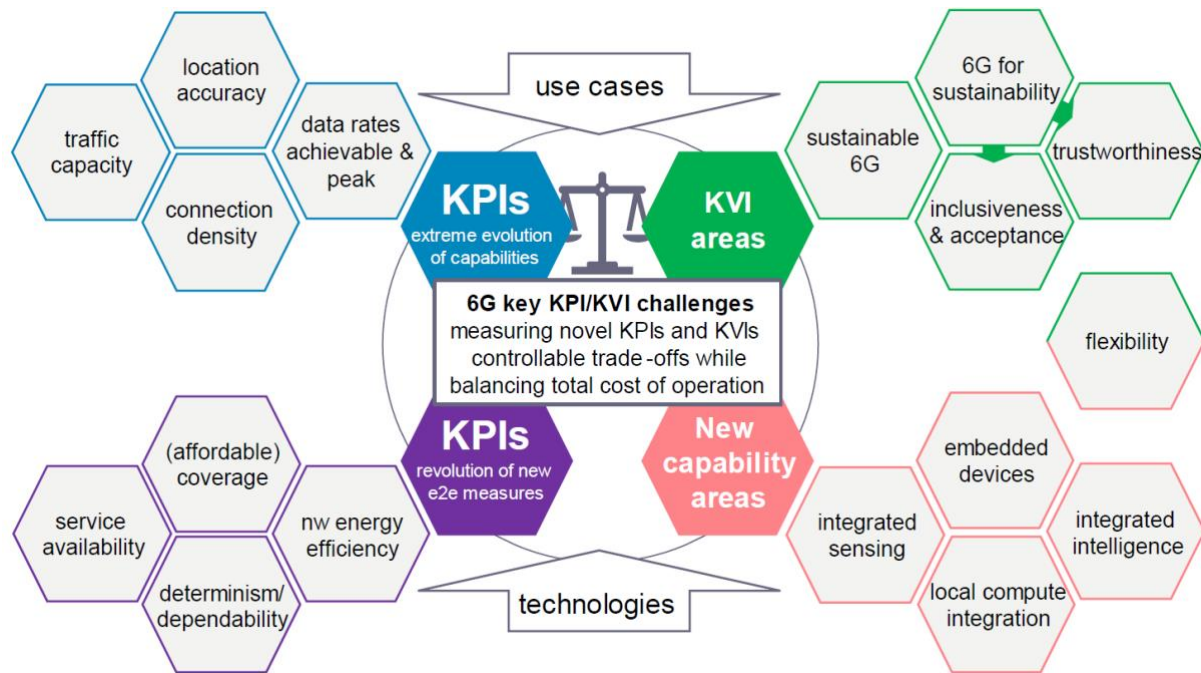 use cases
location
accuracy
traffic
capacity
data rates
achievable &
peak
connection
density
KPIs
extreme evolution
of capabilities
KVI
areas
6G for
sustainability
sustainable
6G
trustworthiness
inclusiveness
& acceptance
flexibility
6G key KPI/KVI challenges
measuring novel KPIs and KVIs
controllable trade-offs while
balancing total cost of operation
(affordable)
coverage
service
availability
nw energy
efficiency
determinism/
dependability
KPIs
revolution of new
e2e measures
New
capability
areas
embedded
devices
integrated
sensing
integrated
intelligence
local compute
integration
technologies